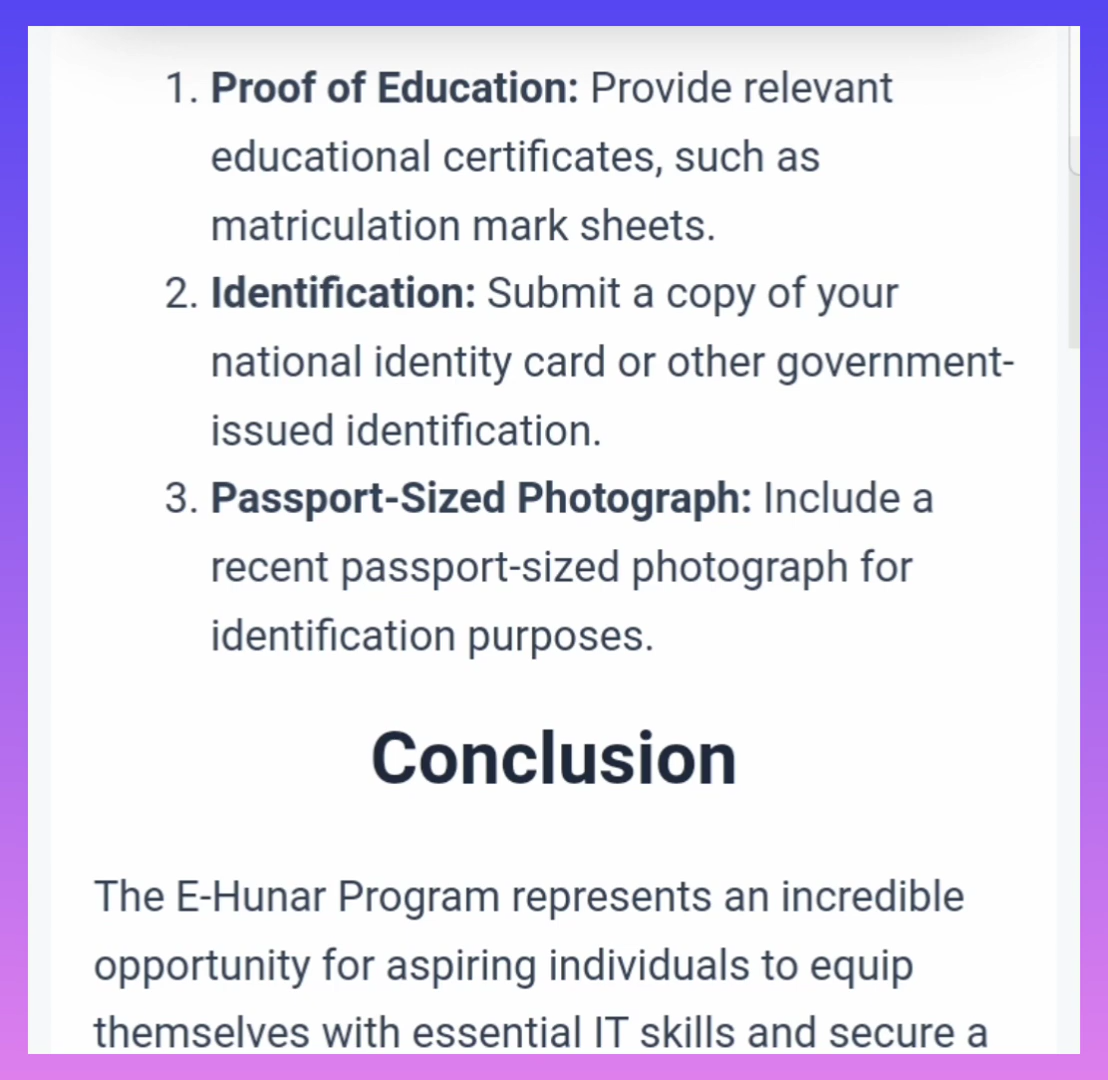 1. Proof of Education: Provide relevant
educational certificates, such as
matriculation mark sheets.
2. Identification: Submit a copy of your
national identity card or other government-
issued identification.
3. Passport-Sized Photograph: Include a
recent passport-sized photograph for
identification purposes.
Conclusion
The E-Hunar Program represents an incredible
opportunity for aspiring individuals to equip
themselves with essential IT skills and secure a